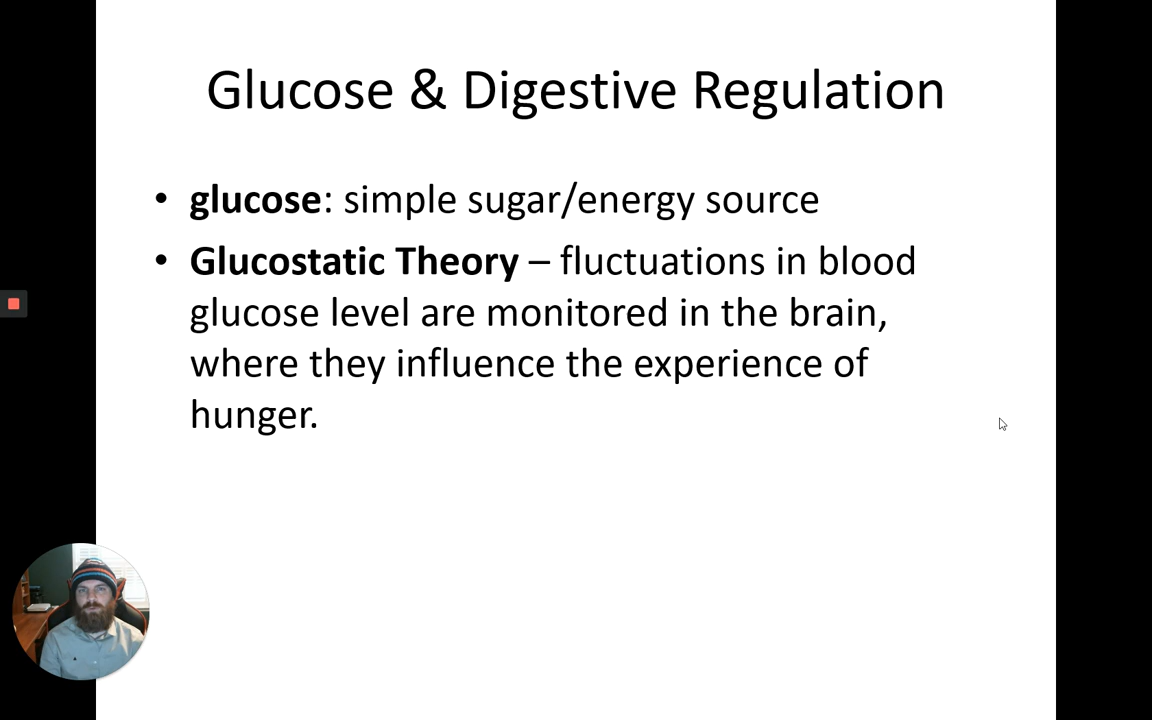 Glucose & Digestive Regulation
• glucose: simple sugar/energy source
• Glucostatic Theory – fluctuations in blood
glucose level are monitored in the brain,
where they influence the experience of
hunger.